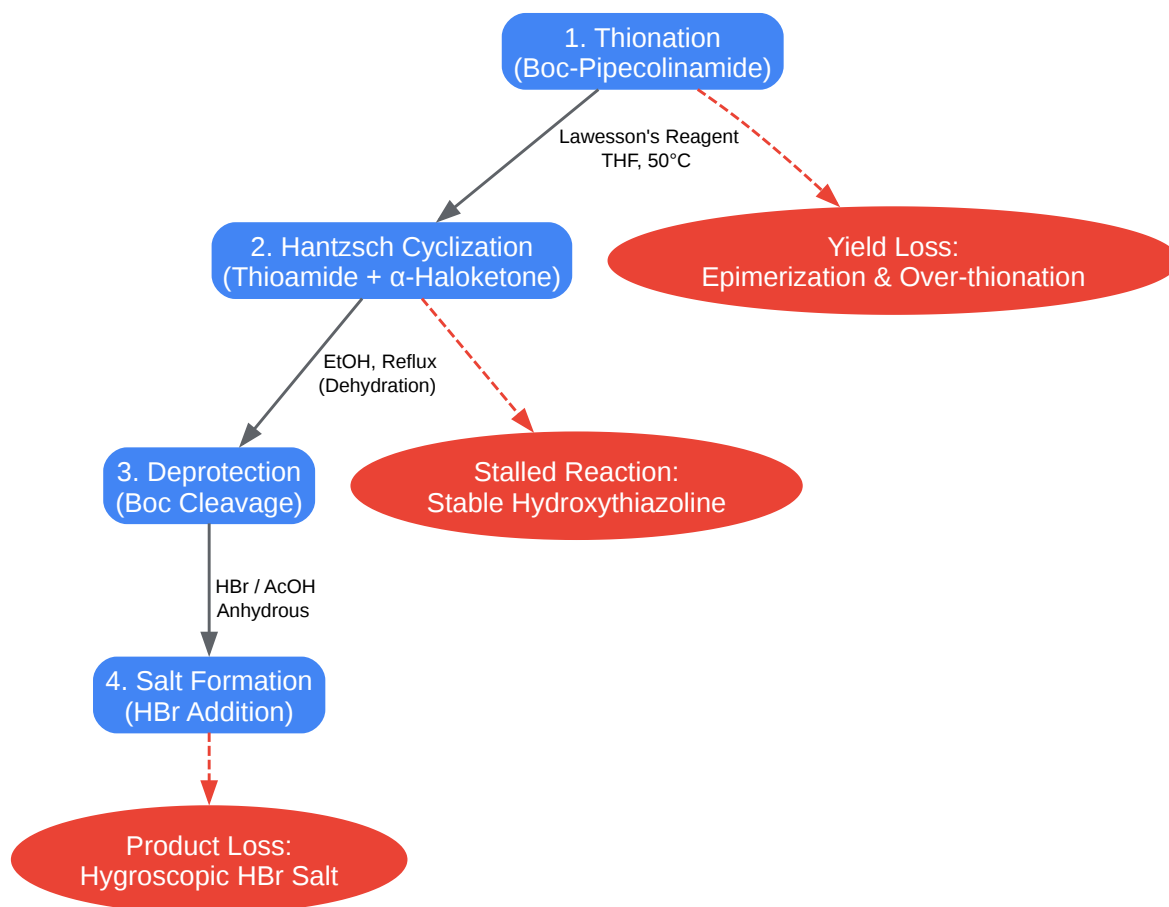 1. Thionation
(Boc-Pipecolinamide)
Lawesson's Reagent
THF, 50°C
2. Hantzsch Cyclization
(Thioamide + α-Haloketone)
Yield Loss:
Epimerization & Over-thionation
EtOH, Reflux
(Dehydration)
3. Deprotection
(Boc Cleavage)
Stalled Reaction:
Stable Hydroxythiazoline
HBr / AcOH
Anhydrous
4. Salt Formation
(HBr Addition)
Product Loss:
Hygroscopic HBr Salt